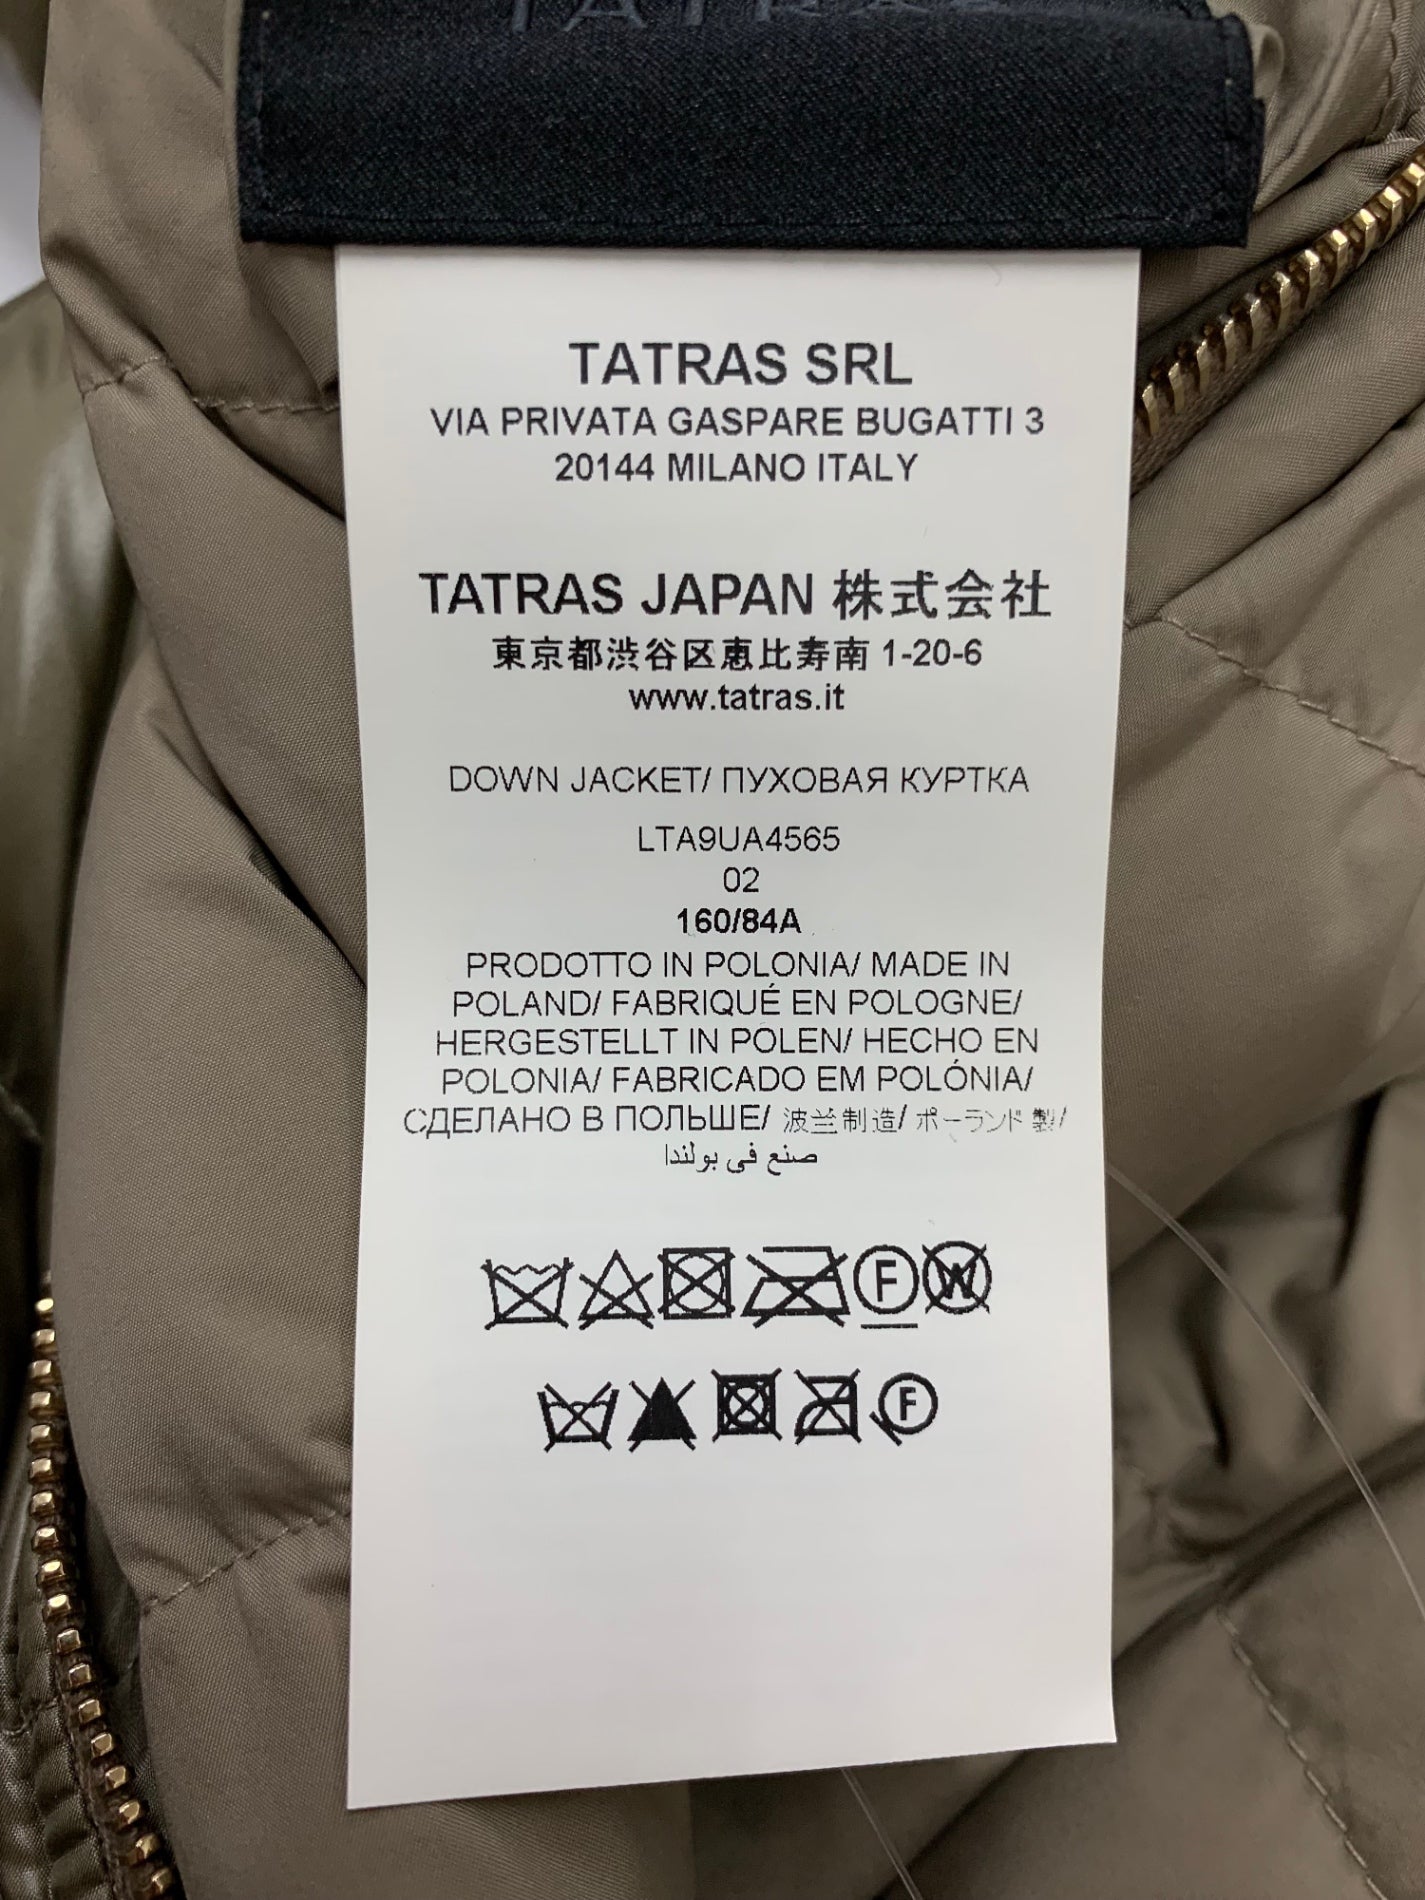 TATRAS
TATRAS SRL
VIA PRIVATA GASPARE BUGATTI 3
20144 MILANO ITALY
TATRAS JAPAN 株式会社
東京都渋谷区恵比寿南 1-20-6
www.tatras.it
DOWN JACKET/ ПУХОВАЯ КУРТКА
LTA9UA4565
02
160/84A
PRODOTTO IN POLONIA/ MADE IN
POLAND/ FABRIQUÉ EN POLOGNE/
HERGESTELLT IN POLEN/ HECHO EN
POLONIA/ FABRICADO EM POLÓNIA/
СДЕЛАНО В ПОЛЬШЕ/ 波兰制造/ ポーランド製/
صنع في بولندا
F W
F